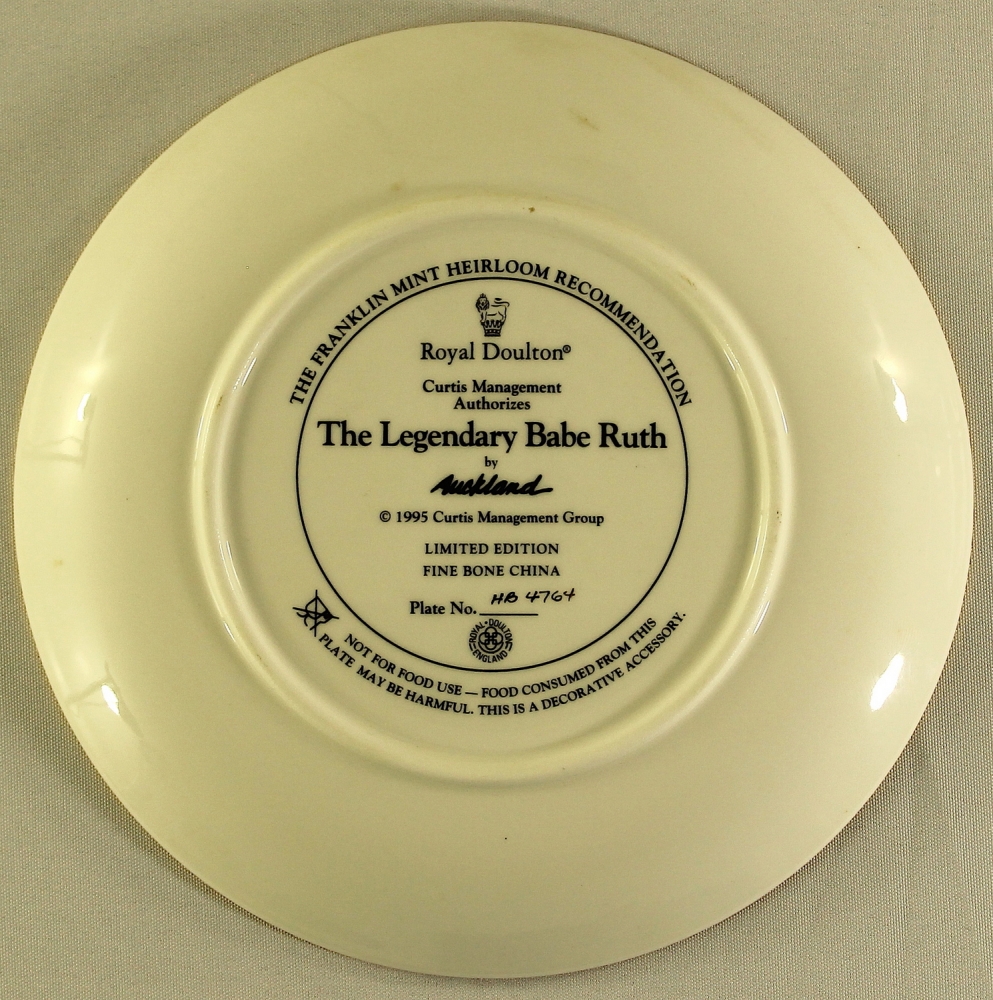 THE FRANKLIN MINT HEIRLOOM RECOMMENDATION
Royal Doulton®
Curtis Management
Authorizes
The Legendary Babe Ruth
by
Auckland
© 1995 Curtis Management Group
LIMITED EDITION
FINE BONE CHINA
Plate No. HB 4764
ROYAL DOULTON
ENGLAND
NOT FOR FOOD USE — FOOD CONSUMED FROM THIS
PLATE MAY BE HARMFUL. THIS IS A DECORATIVE ACCESSORY.